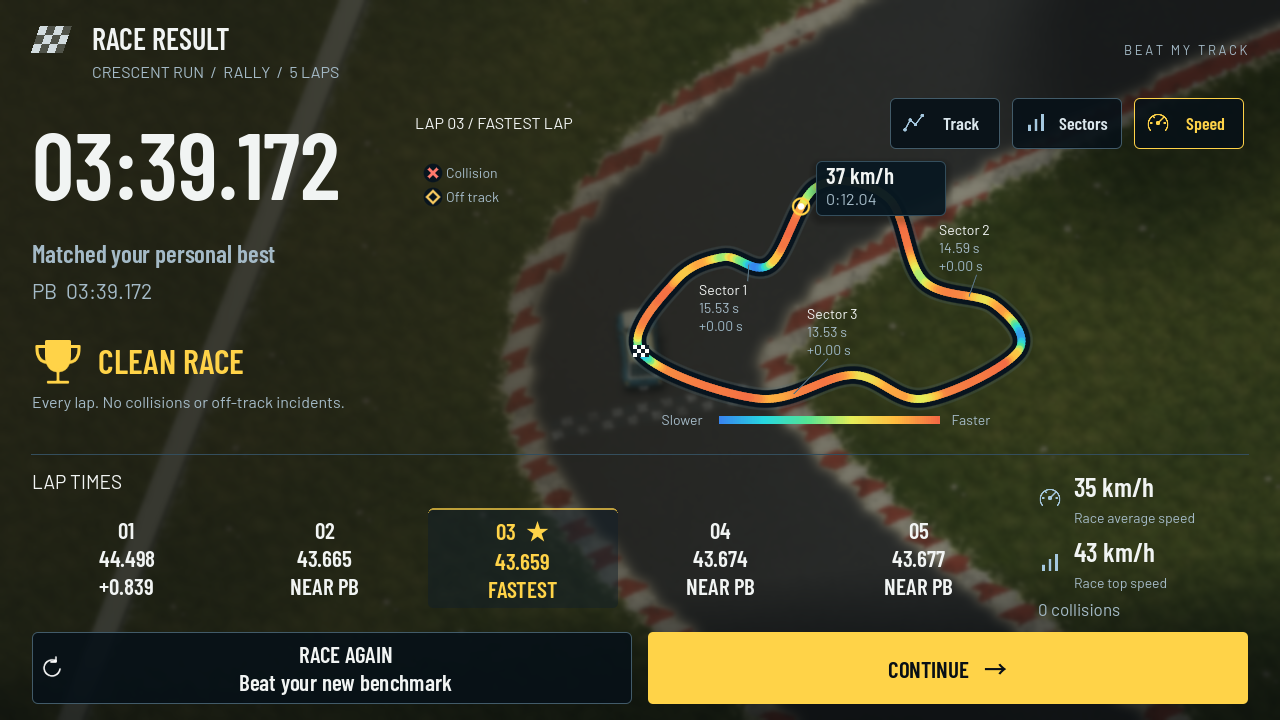 RACE RESULT
CRESCENT RUN / RALLY / 5 LAPS
BEAT MY TRACK
03:39.172
Matched your personal best
PB 03:39.172
CLEAN RACE
Every lap. No collisions or off-track incidents.
LAP 03 / FASTEST LAP
Collision
Off track
Track
Sectors
Speed
37 km/h
0:12.04
Sector 2
14.59 s
+0.00 s
Sector 1
15.53 s
+0.00 s
Sector 3
13.53 s
+0.00 s
Slower
Faster
LAP TIMES
01
44.498
+0.839
02
43.665
NEAR PB
03
43.659
FASTEST
04
43.674
NEAR PB
05
43.677
NEAR PB
35 km/h
Race average speed
43 km/h
Race top speed
0 collisions
RACE AGAIN
Beat your new benchmark
CONTINUE →